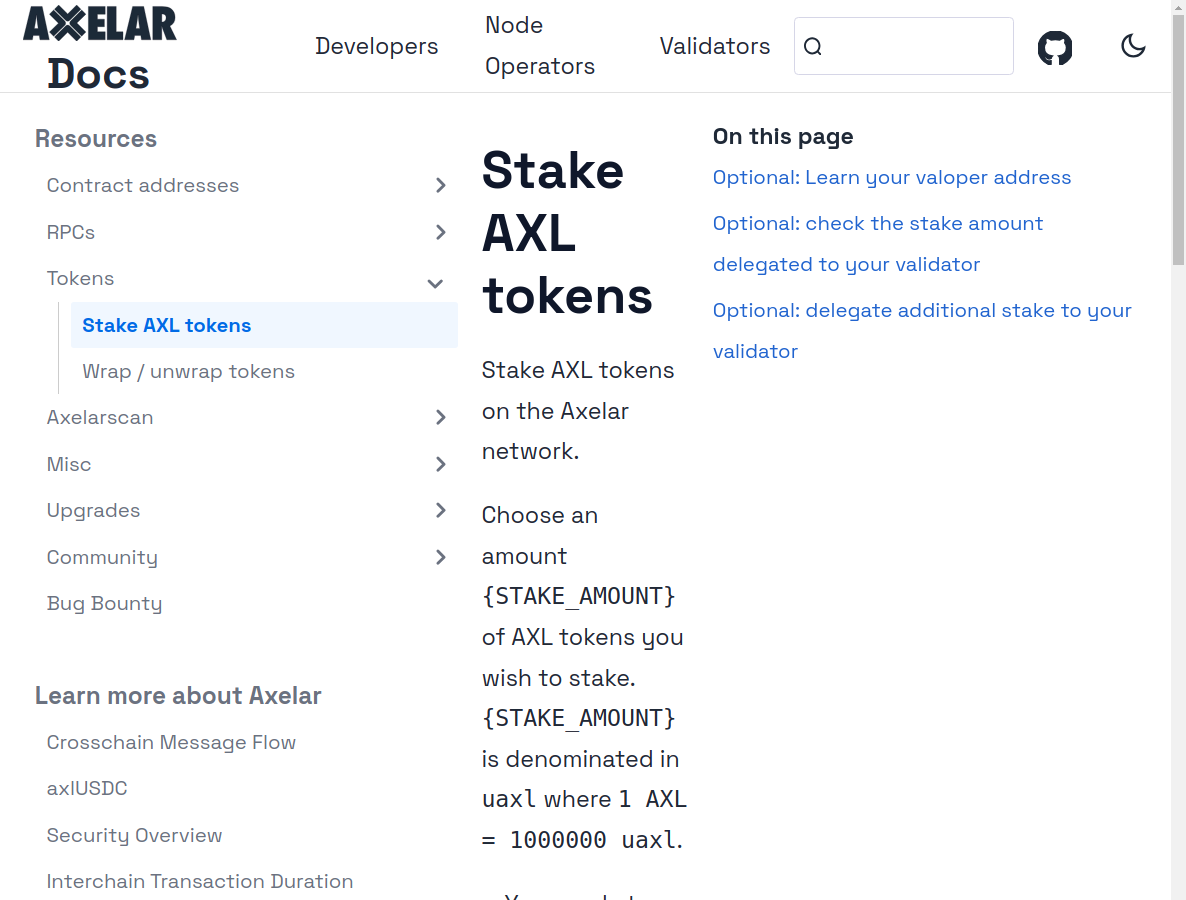 AXELAR
Docs
Developers
Node
Operators
Validators
Resources
Contract addresses
RPCs
Tokens
Stake AXL tokens
Wrap / unwrap tokens
Axelarscan
Misc
Upgrades
Community
Bug Bounty
Learn more about Axelar
Crosschain Message Flow
axlUSDC
Security Overview
Interchain Transaction Duration
Stake
AXL
tokens
Stake AXL tokens
on the Axelar
network.
Choose an
amount
{STAKE_AMOUNT}
of AXL tokens you
wish to stake.
{STAKE_AMOUNT}
is denominated in
uaxl where 1 AXL
= 1000000 uaxl.
On this page
Optional: Learn your valoper address
Optional: check the stake amount
delegated to your validator
Optional: delegate additional stake to your
validator